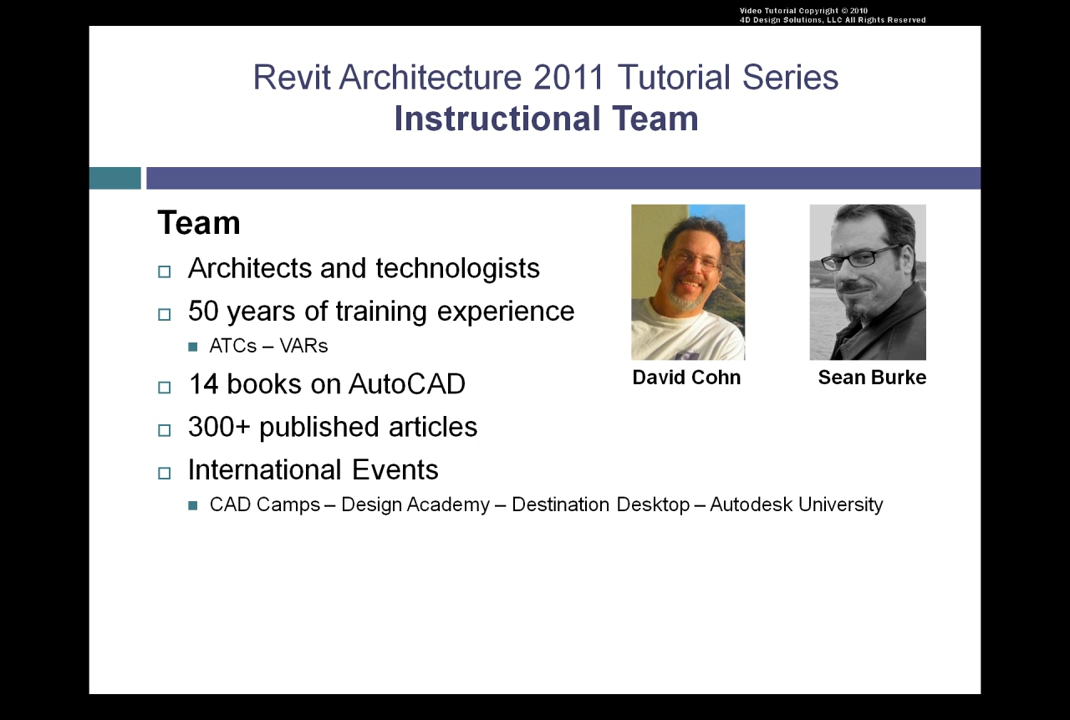 Video Tutorial Copyright © 2010
4D Design Solutions, LLC All Rights Reserved
Revit Architecture 2011 Tutorial Series
Instructional Team
Team
Architects and technologists
50 years of training experience
ATCs – VARs
14 books on AutoCAD
300+ published articles
International Events
CAD Camps – Design Academy – Destination Desktop – Autodesk University
David Cohn
Sean Burke